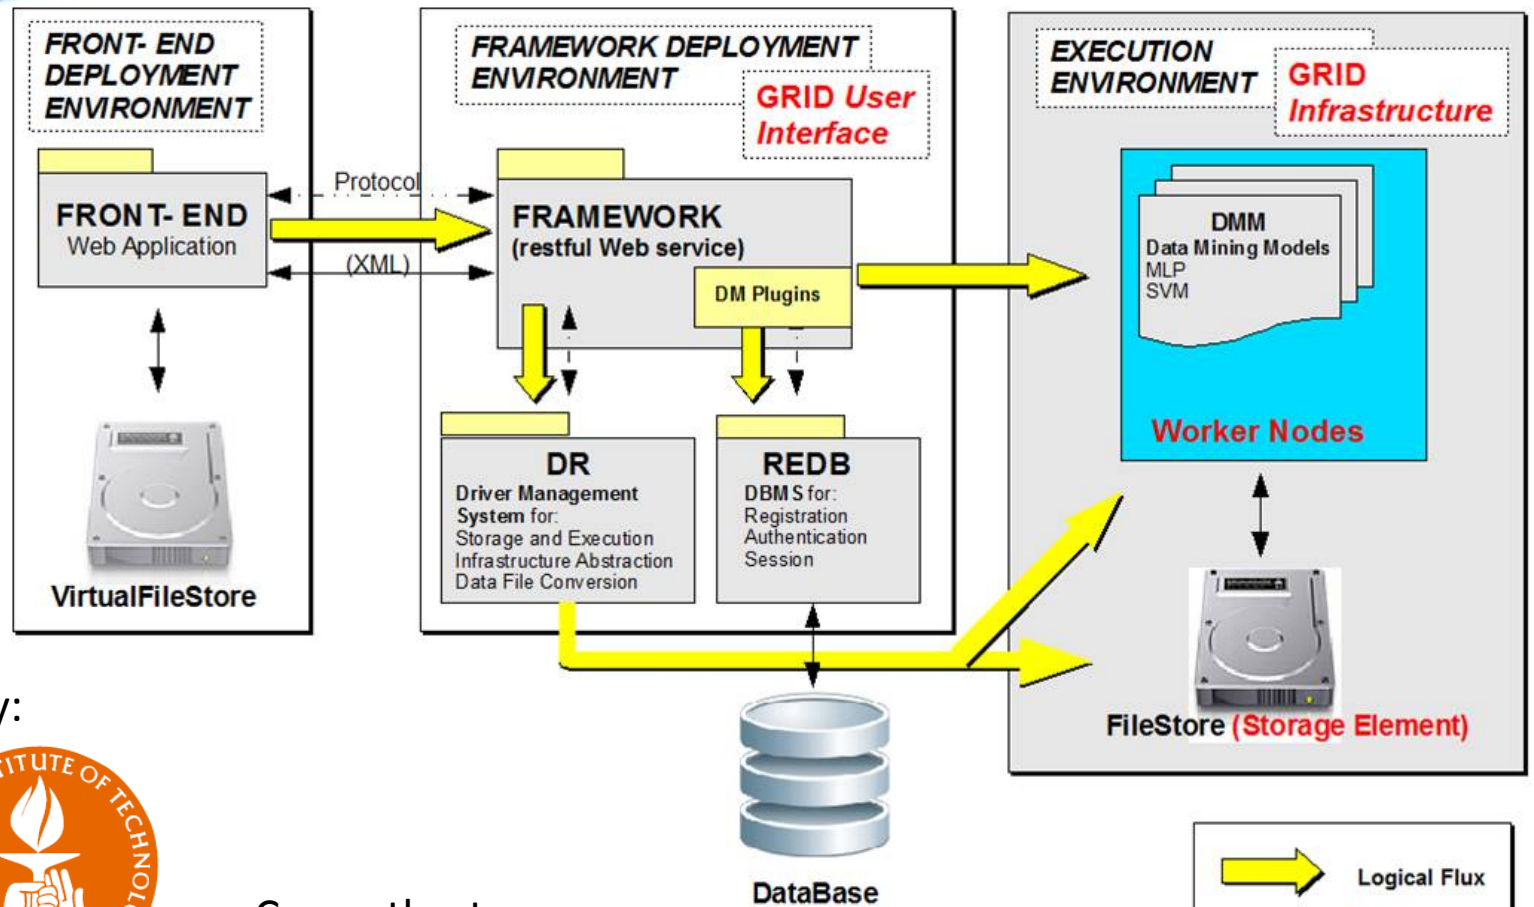 FRONT- END
DEPLOYMENT
ENVIRONMENT
FRONT- END
Web Application
VirtualFileStore
Protocol
(XML)
FRAMEWORK DEPLOYMENT
ENVIRONMENT
GRID User
Interface
FRAMEWORK
(restful Web service)
DM Plugins
DR
Driver Management
System for:
Storage and Execution
Infrastructure Abstraction
Data File Conversion
REDB
DBMS for:
Registration
Authentication
Session
DataBase
EXECUTION
ENVIRONMENT
GRID
Infrastructure
DMM
Data Mining Models
MLP
SVM
Worker Nodes
FileStore (Storage Element)
Logical Flux
y:
TITUTE OF TECHNOLO